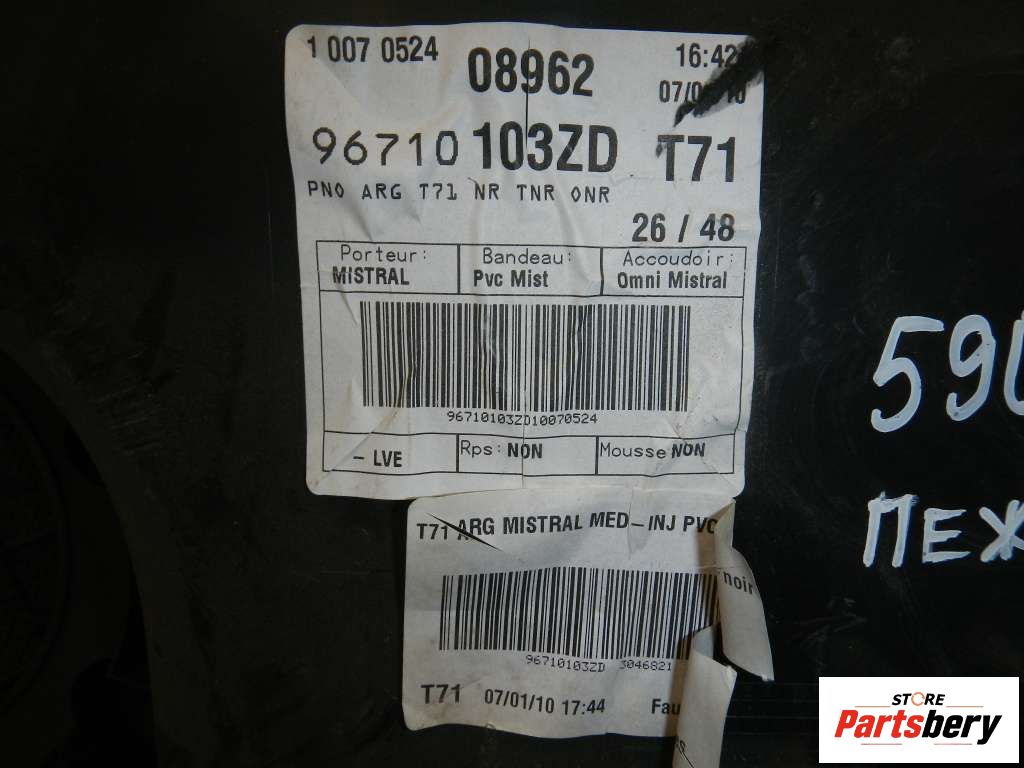 1 007 0524 08962 16:42
96710 103ZD T71
PNO ARG T71 NR TNR ONR
26 / 48
Porteur: Bandeau: Accoudoir:
MISTRAL Pvc Mist Omni Mistral
96710103ZD10070524
- LVE Rps: NON Mousse NON
T71 ARG MISTRAL MED-INJ PVC
noir
96710103ZD 3046821
T71 07/01/10 17:44 Fau
59
ПЕЖ
STORE
Partsbery